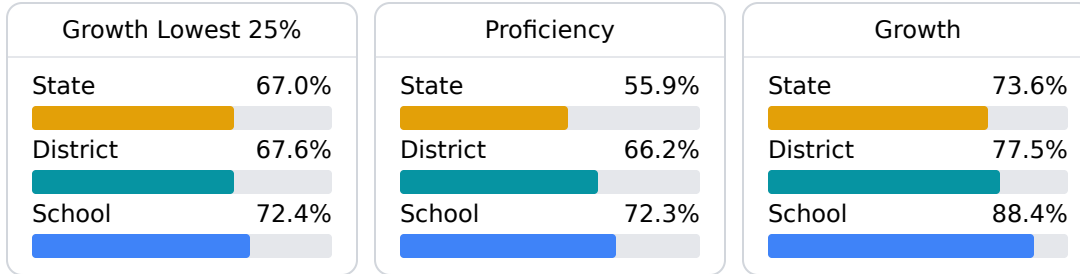 Growth Lowest 25%
State 67.0%
District 67.6%
School 72.4%
Proficiency
State 55.9%
District 66.2%
School 72.3%
Growth
State 73.6%
District 77.5%
School 88.4%